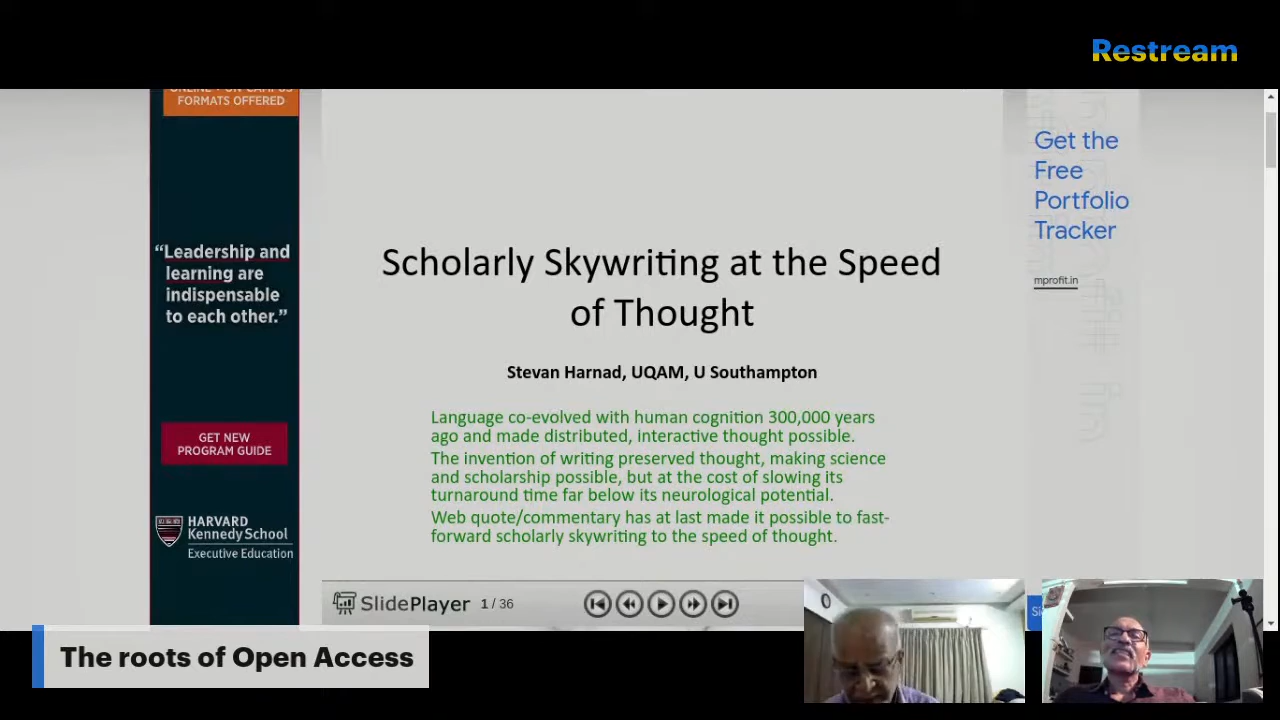 Restream
ONLINE + ON-CAMPUS
FORMATS OFFERED
“Leadership and
learning are
indispensable
to each other.”
GET NEW
PROGRAM GUIDE
HARVARD
Kennedy School
Executive Education
Scholarly Skywriting at the Speed
of Thought
Stevan Harnad, UQAM, U Southampton
Language co-evolved with human cognition 300,000 years
ago and made distributed, interactive thought possible.
The invention of writing preserved thought, making science
and scholarship possible, but at the cost of slowing its
turnaround time far below its neurological potential.
Web quote/commentary has at last made it possible to fast-
forward scholarly skywriting to the speed of thought.
SlidePlayer 1 / 36
Get the
Free
Portfolio
Tracker
mprofit.in
The roots of Open Access